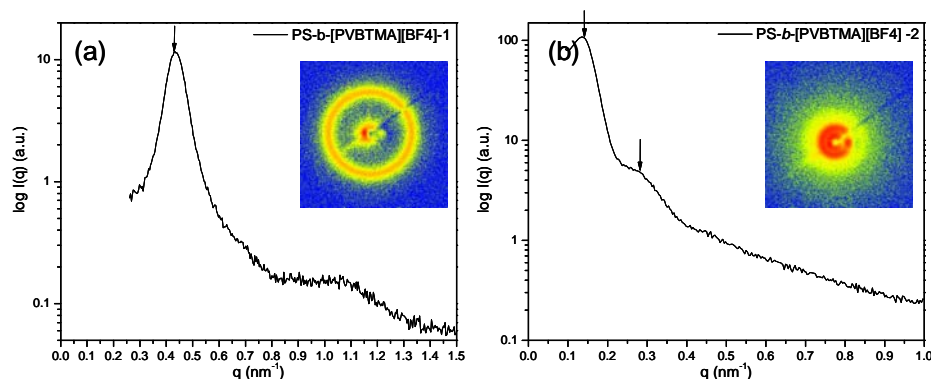 (a)
PS-b-[PVBTMA][BF4]-1
log I(q) (a.u.)
10
1
0.1
0.0 0.1 0.2 0.3 0.4 0.5 0.6 0.7 0.8 0.9 1.0 1.1 1.2 1.3 1.4 1.5
q (nm-1)
(b)
PS-b-[PVBTMA][BF4] -2
log I(q) (a.u.)
100
10
1
0.1
0.0 0.1 0.2 0.3 0.4 0.5 0.6 0.7 0.8 0.9 1.0
q (nm-1)